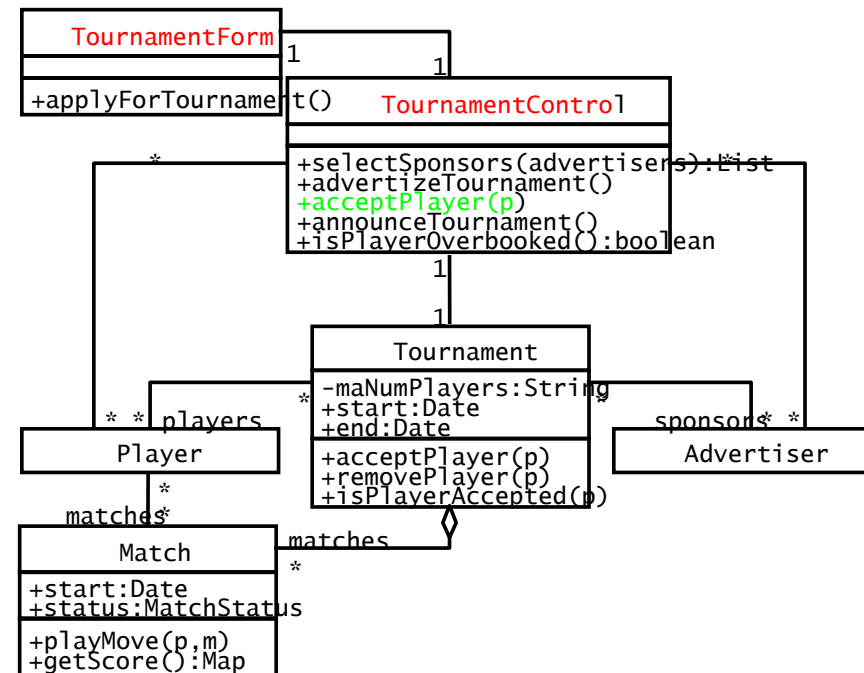 TournamentForm
1
1
+applyForTournament()
TournamentControl
*
*
+selectSponsors(advertisers):List
+advertizeTournament()
+acceptPlayer(p)
+announceTournament()
+isPlayerOverbooked():boolean
1
1
Tournament
-maNumPlayers:String
+start:Date
+end:Date
* *
players
*
*
sponsors
* *
Player
+acceptPlayer(p)
+removePlayer(p)
+isPlayerAccepted(p)
Advertiser
*
matches
*
Match
matches
*
+start:Date
+status:MatchStatus
+playMove(p,m)
+getScore():Map